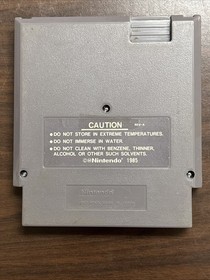 CAUTION
●DO NOT STORE IN EXTREME TEMPERATURES.
●DO NOT IMMERSE IN WATER.
●DO NOT CLEAN WITH BENZENE, THINNER,
ALCOHOL OR OTHER SUCH SOLVENTS.
©Nintendo 1985